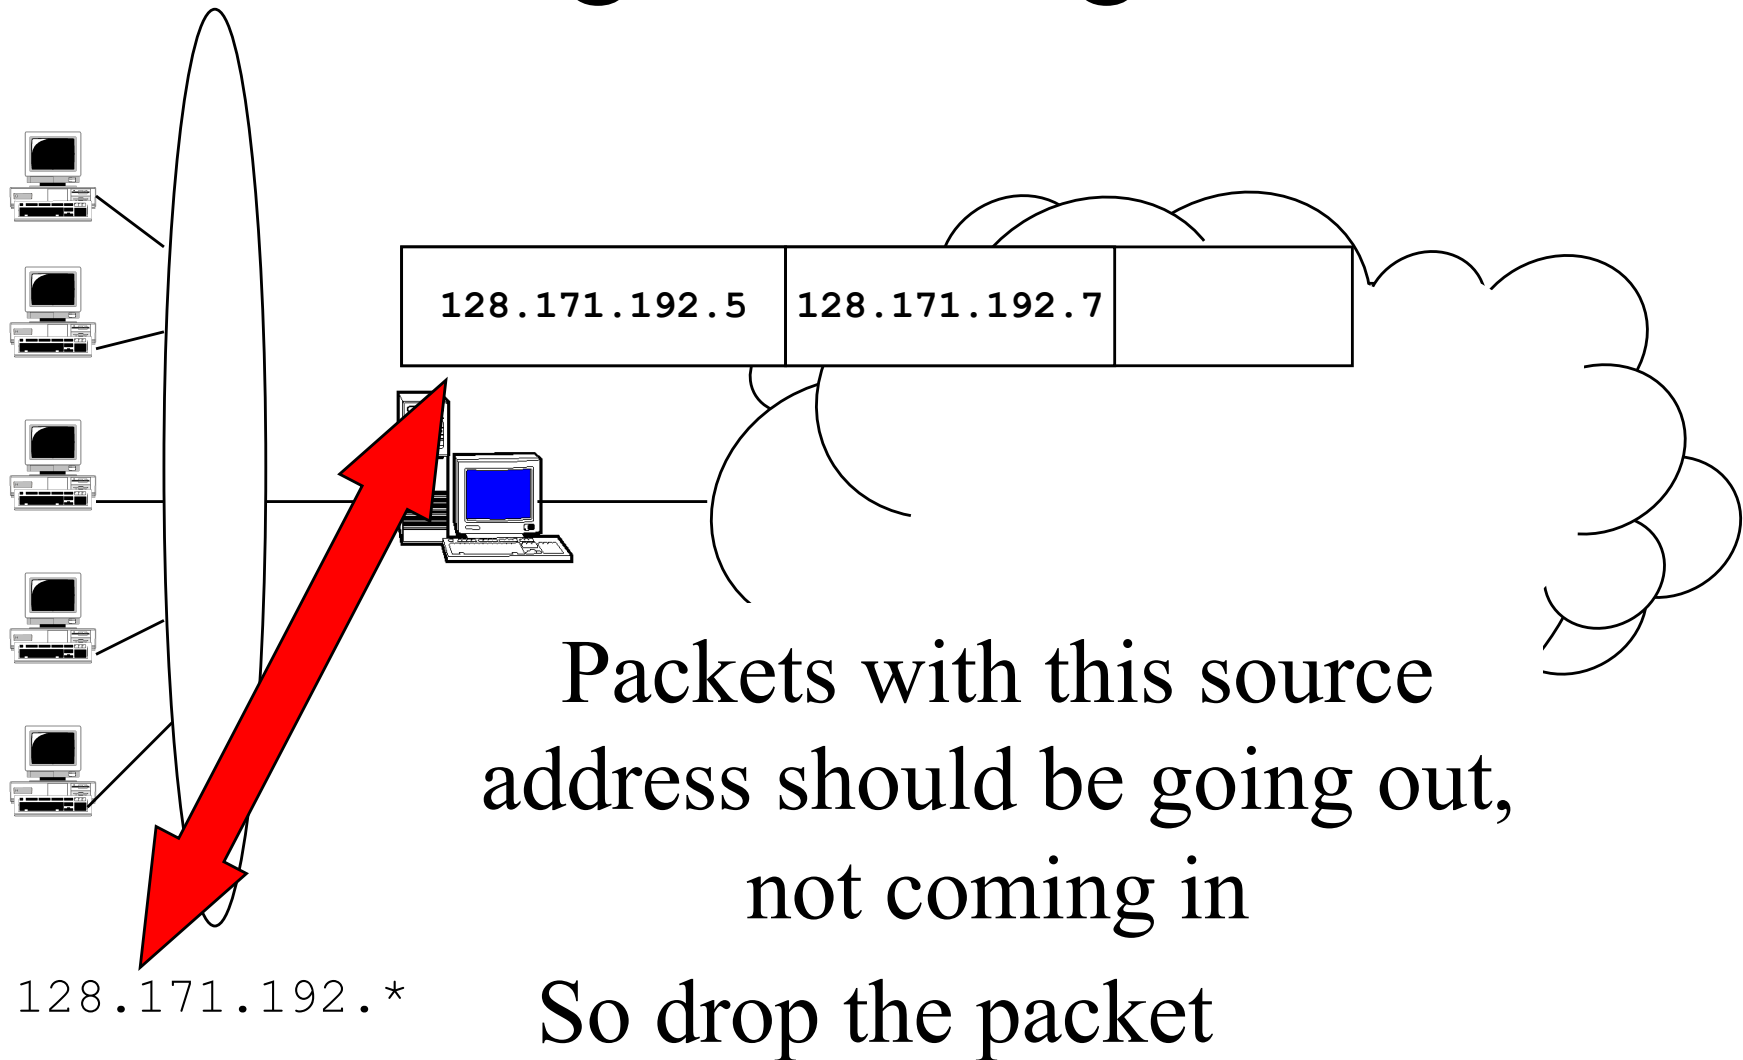 128.171.192.5 128.171.192.7
Packets with this source
address should be going out,
not coming in
128.171.192.*
So drop the packet